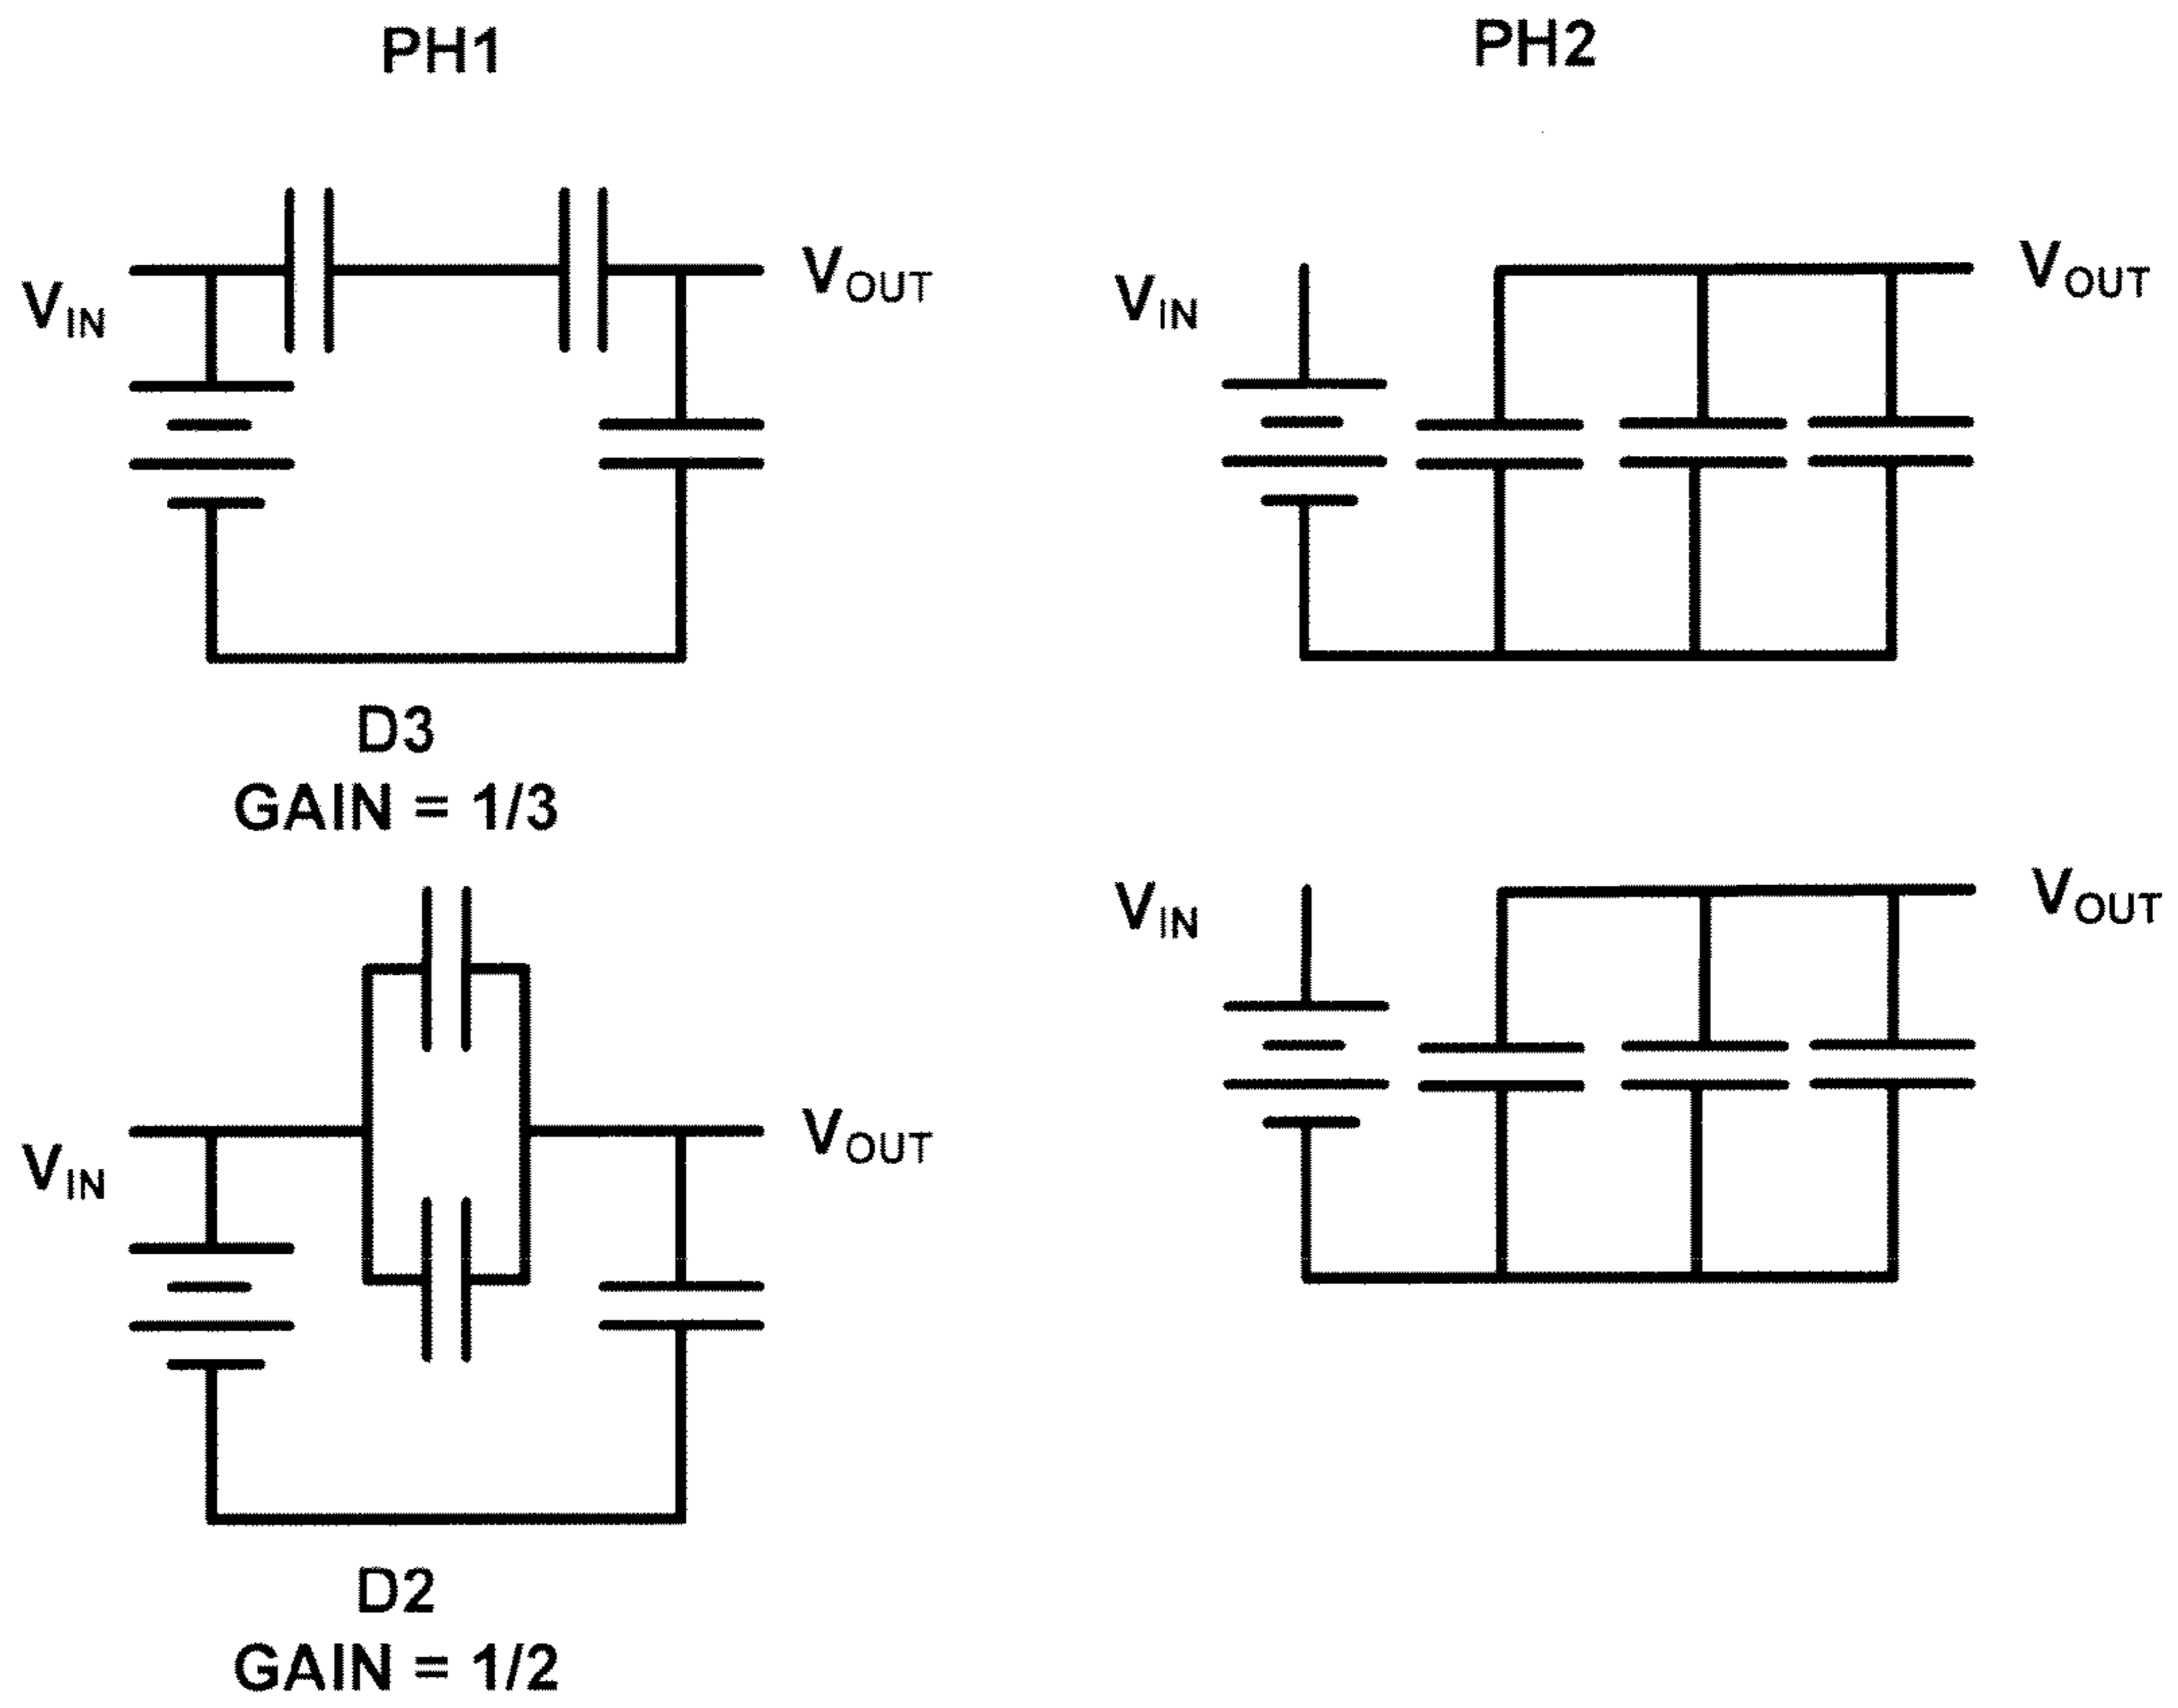 PH1
PH2
VIN
VOUT
VIN
VOUT
D3
GAIN = 1/3
VIN
VOUT
VIN
VOUT
D2
GAIN = 1/2